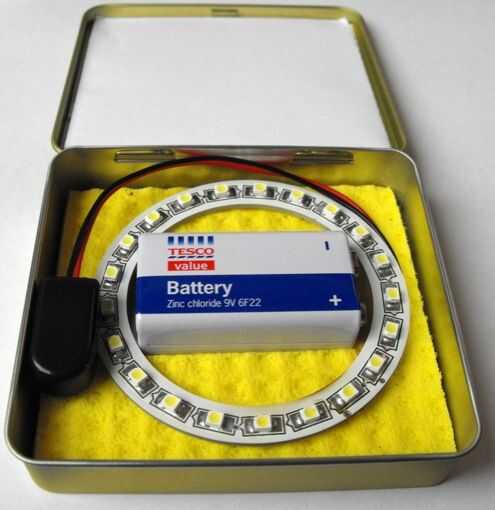 TESCO
value
Battery
Zinc chloride 9V 6F22
+
-